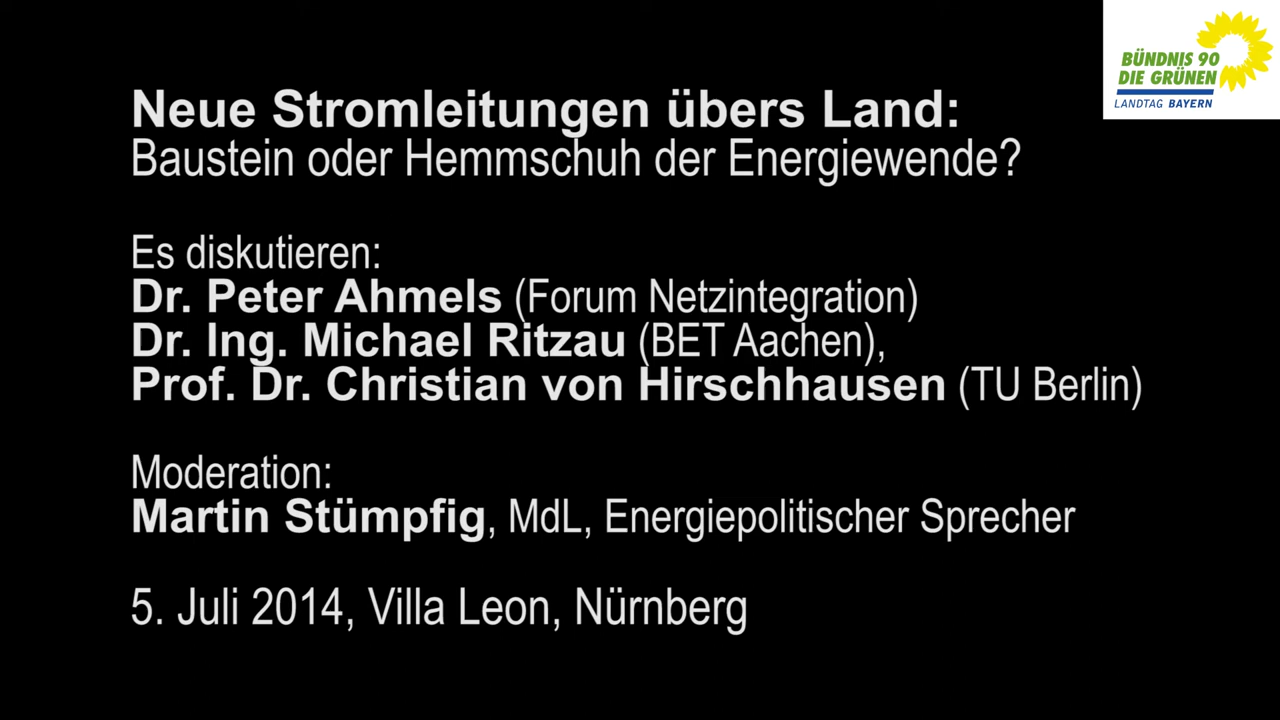 BÜNDNIS 90
DIE GRÜNEN
LANDTAG BAYERN
Neue Stromleitungen übers Land:
Baustein oder Hemmschuh der Energiewende?
Es diskutieren:
Dr. Peter Ahmels (Forum Netzintegration)
Dr. Ing. Michael Ritzau (BET Aachen),
Prof. Dr. Christian von Hirschhausen (TU Berlin)
Moderation:
Martin Stümpfig, MdL, Energiepolitischer Sprecher
5. Juli 2014, Villa Leon, Nürnberg